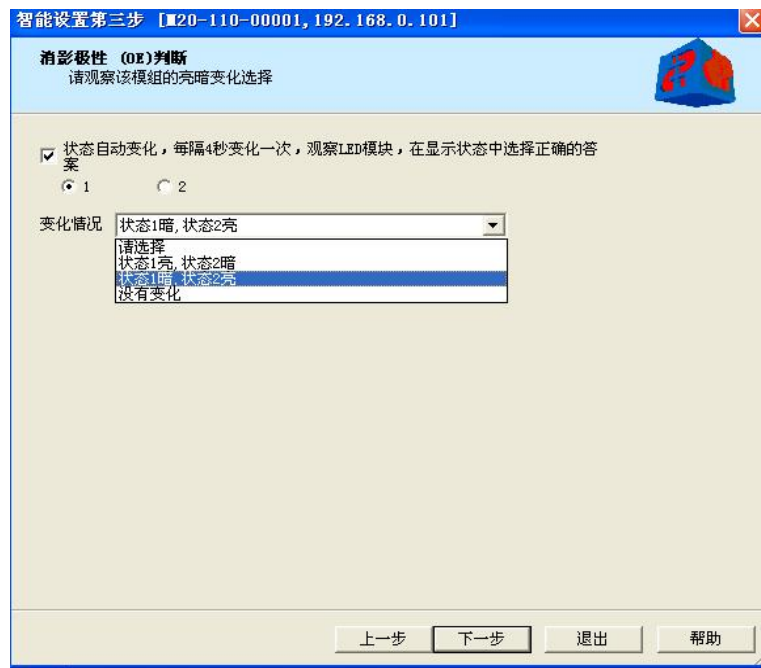 智能设置第三步 [M20-110-00001,192.168.0.101]
消影极性 (OE)判断
请观察该模组的亮暗变化选择
状态自动变化，每隔4秒变化一次，观察LED模块，在显示状态中选择正确的答
案
1 2
变化情况 状态1暗,状态2亮
请选择
状态1亮,状态2暗
状态1暗,状态2亮
没有变化
上一步 下一步 退出 帮助